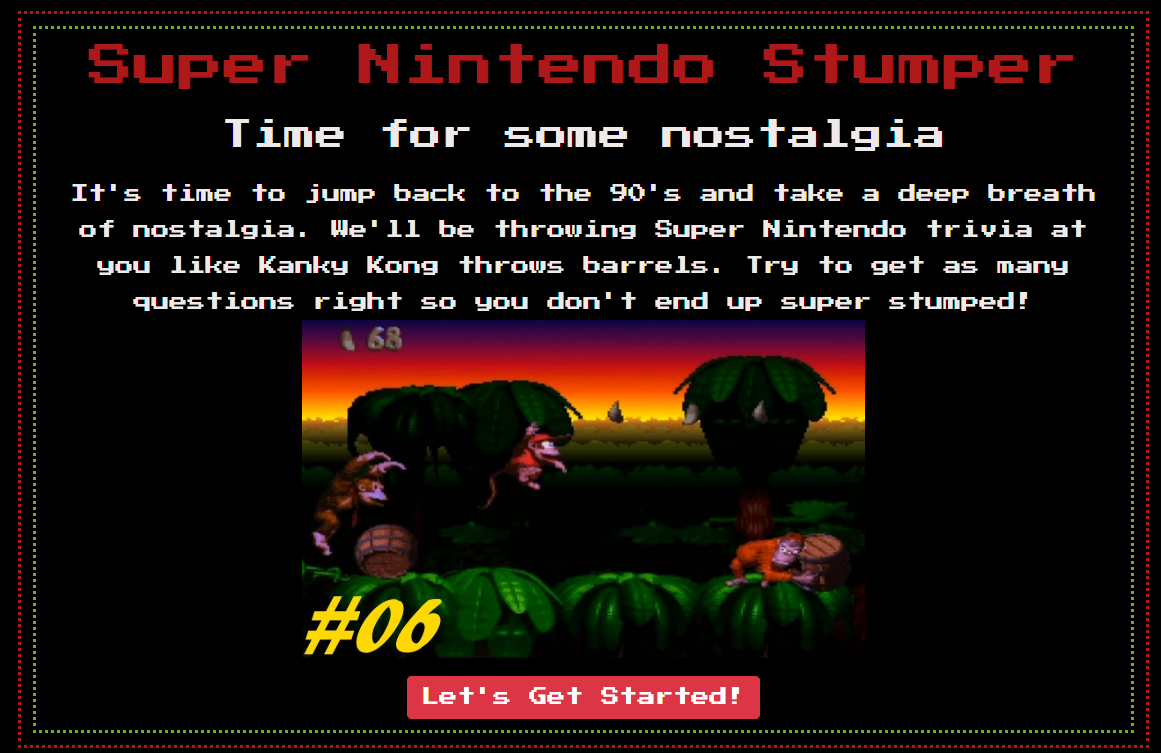 Super Nintendo Stumper
Time for some nostalgia
It's time to jump back to the 90's and take a deep breath
of nostalgia. We'll be throwing Super Nintendo trivia at
you like Kanky Kong throws barrels. Try to get as many
questions right so you don't end up super stumped!
68
#06
Let's Get Started!